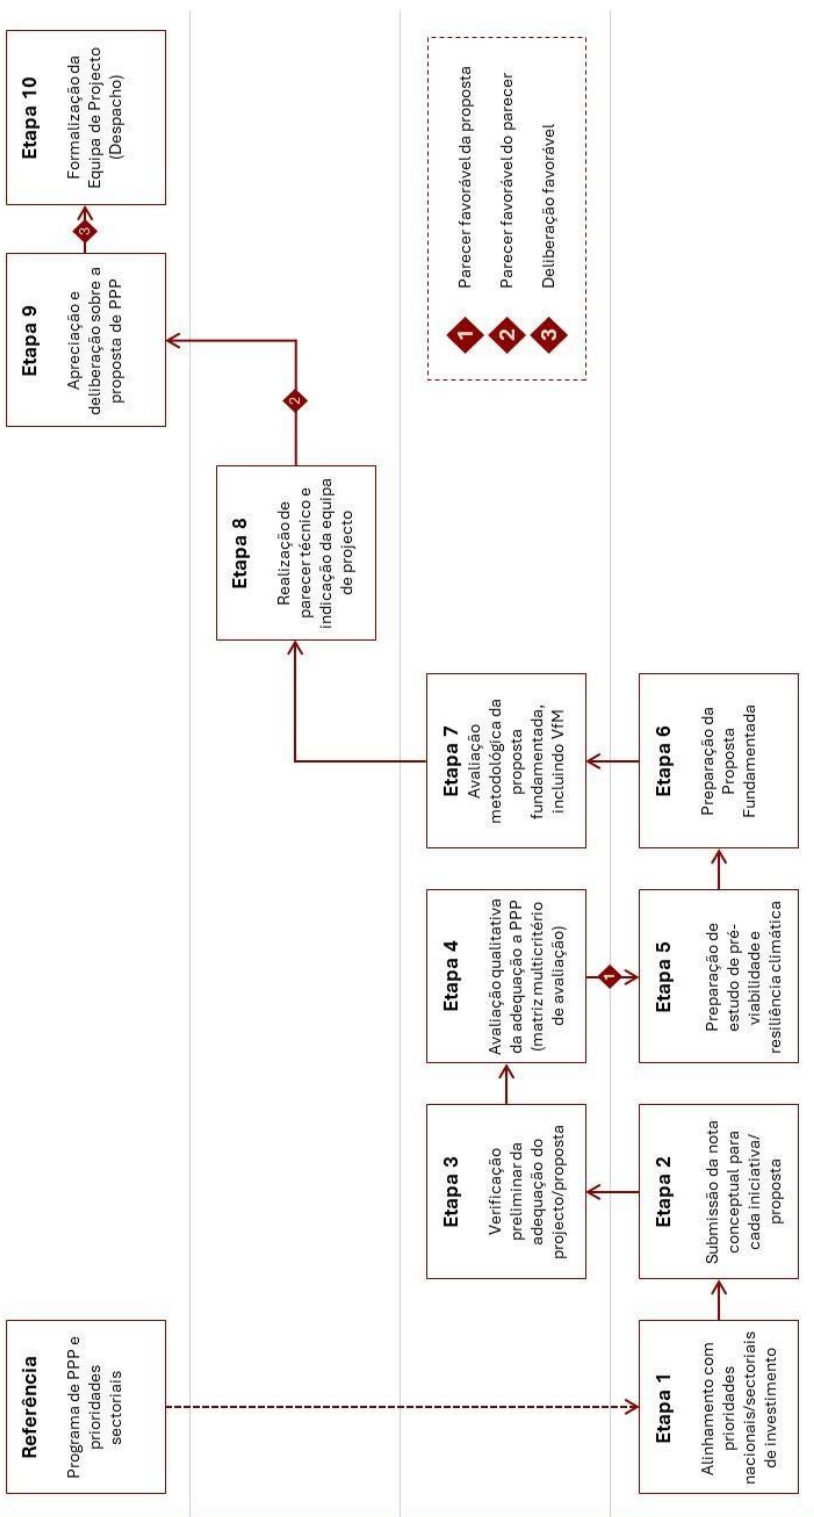 Referência
Programa de PPP e
prioridades
sectoriais
Etapa 1
Alinhamento com
prioridades
nacionais/sectoriais
de investimento
Etapa 2
Submissão da nota
conceptual para
cada iniciativa/
proposta
Etapa 3
Verificação
preliminar da
adequação do
projecto/proposta
Etapa 4
Avaliação qualitativa
da adequação a PPP
(matriz multicritério
de avaliação)
1
Etapa 5
Preparação de
estudo de pré-
viabilidade e
resiliência climática
Etapa 6
Preparação da
Proposta
Fundamentada
Etapa 7
Avaliação
metodológica da
proposta
fundamentada,
incluindo VfM
Etapa 8
Realização de
parecer técnico e
indicação da equipa
de projecto
2
Etapa 9
Apreciação e
deliberação sobre a
proposta de PPP
3
Etapa 10
Formalização da
Equipa de Projecto
(Despacho)
1 Parecer favorável da proposta
2 Parecer favorável do parecer
3 Deliberação favorável